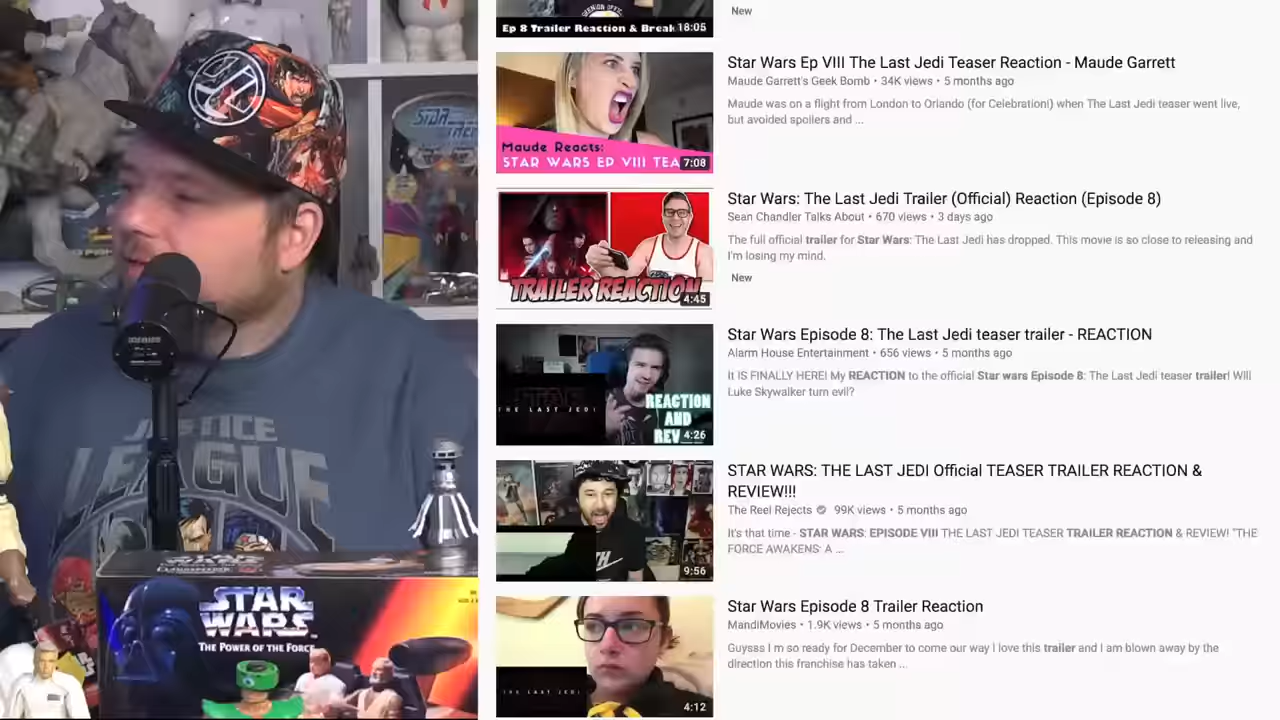 STAR TREK
JUSTICE
LEAGUE
WARS
STAR
WARS
THE POWER OF THE FORCE
Ep 8 Trailer Reaction & Break
18:05
New
Maude Reacts:
STAR WARS EP VIII TEA
7:08
Star Wars Ep VIII The Last Jedi Teaser Reaction - Maude Garrett
Maude Garrett's Geek Bomb • 34K views • 5 months ago
Maude was on a flight from London to Orlando (for Celebration!) when The Last Jedi teaser went live,
but avoided spoilers and ...
TRAILER REACTION
4:45
Star Wars: The Last Jedi Trailer (Official) Reaction (Episode 8)
Sean Chandler Talks About • 670 views • 3 days ago
The full official trailer for Star Wars: The Last Jedi has dropped. This movie is so close to releasing and
I'm losing my mind.
New
THE LAST JEDI
REACTION
AND
REV
4:26
Star Wars Episode 8: The Last Jedi teaser trailer - REACTION
Alarm House Entertainment • 656 views • 5 months ago
It IS FINALLY HERE! My REACTION to the official Star wars Episode 8: The Last Jedi teaser trailer! Will
Luke Skywalker turn evil?
9:56
STAR WARS: THE LAST JEDI Official TEASER TRAILER REACTION &
REVIEW!!!
The Reel Rejects 99K views • 5 months ago
It's that time - STAR WARS: EPISODE VIII THE LAST JEDI TEASER TRAILER REACTION & REVIEW! "THE
FORCE AWAKENS: A ...
THE LAST JEDI
4:12
Star Wars Episode 8 Trailer Reaction
MandiMovies • 1.9K views • 5 months ago
Guysss I m so ready for December to come our way I love this trailer and I am blown away by the
direction this franchise has taken ...